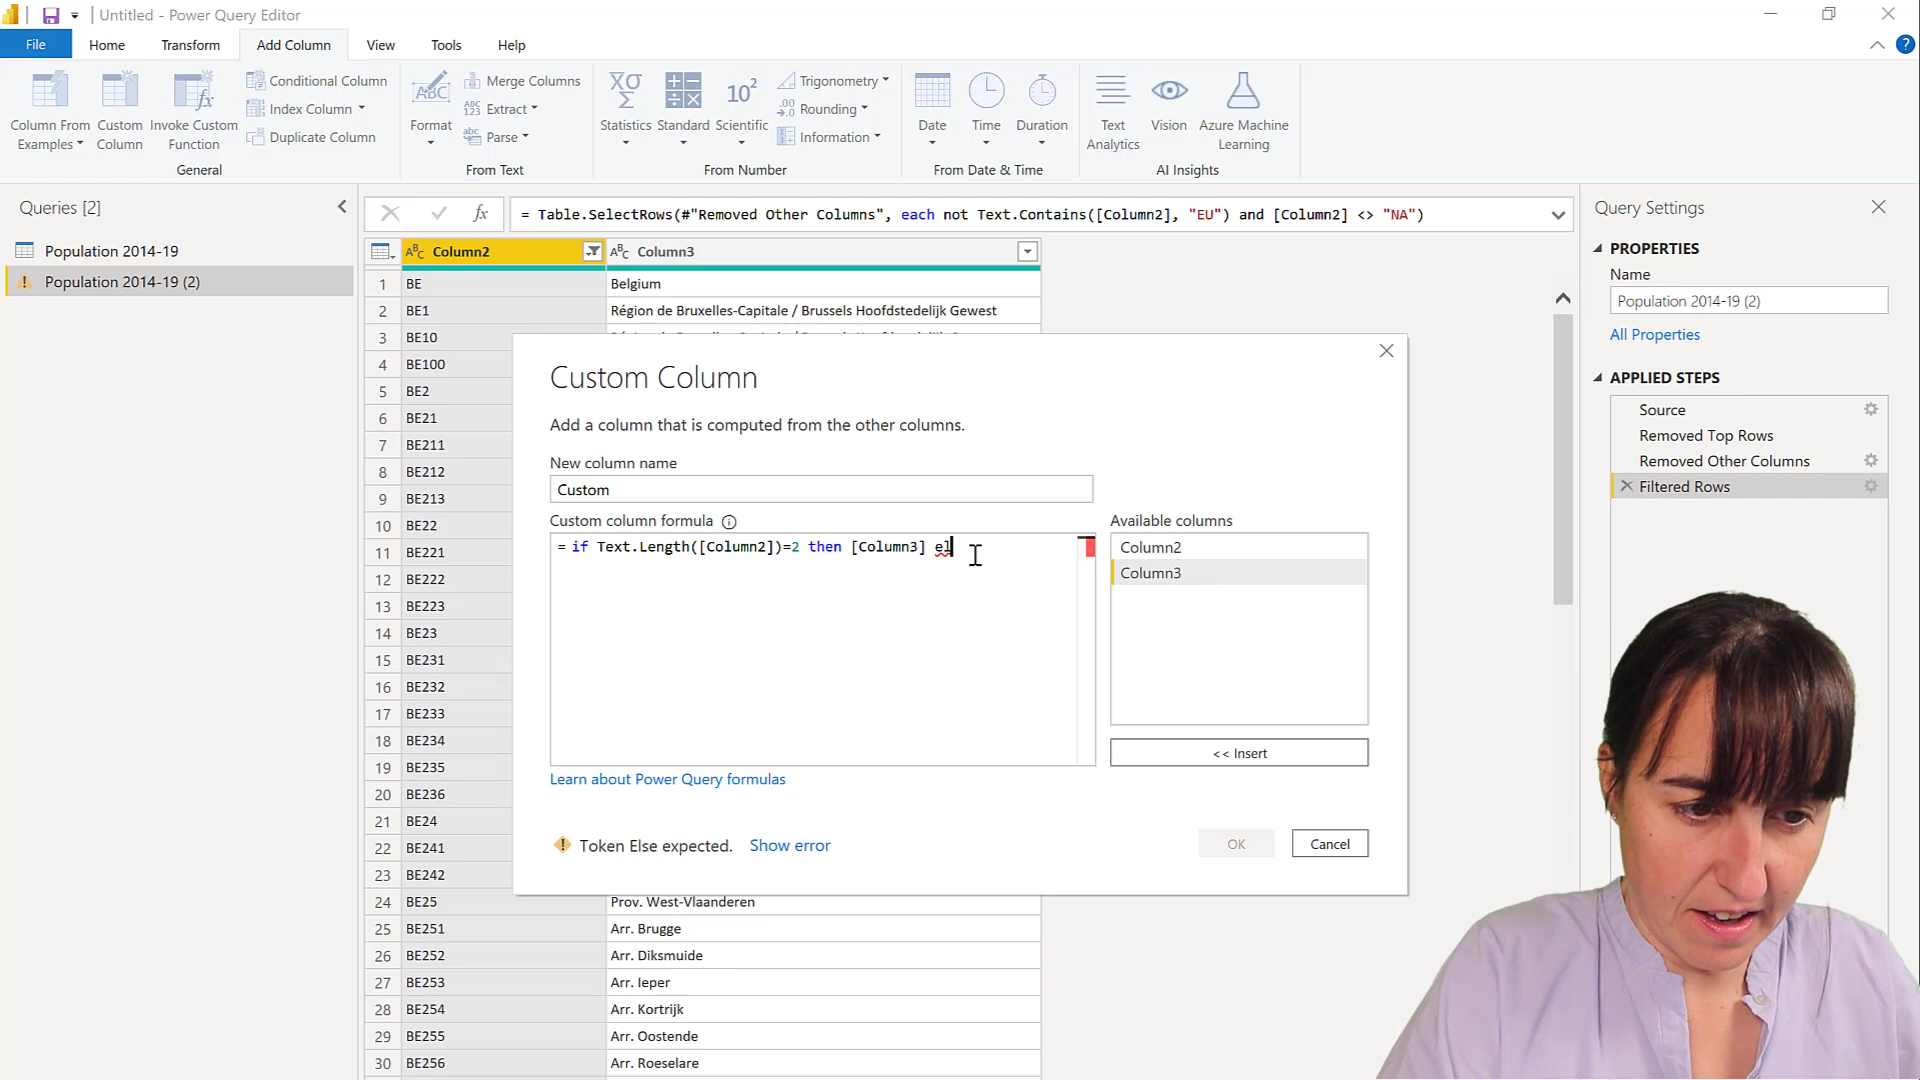 Untitled - Power Query Editor
File
Home
Transform
Add Column
View
Tools
Help
Column From Examples
Custom Column
Invoke Custom Function
Conditional Column
Index Column
Duplicate Column
General
Format
Merge Columns
Extract
Parse
From Text
Statistics
Standard
Scientific
Trigonometry
Rounding
Information
From Number
Date
Time
Duration
From Date & Time
Text Analytics
Vision
Azure Machine Learning
AI Insights
Queries [2]
Population 2014-19
Population 2014-19 (2)
= Table.SelectRows(#"Removed Other Columns", each not Text.Contains([Column2], "EU") and [Column2] <> "NA")
Column2
Column3
1 BE Belgium
2 BE1 Région de Bruxelles-Capitale / Brussels Hoofdstedelijk Gewest
3 BE10
4 BE100
5 BE2
6 BE21
7 BE211
8 BE212
9 BE213
10 BE22
11 BE221
12 BE222
13 BE223
14 BE23
15 BE231
16 BE232
17 BE233
18 BE234
19 BE235
20 BE236
21 BE24
22 BE241
23 BE242
24 BE25 Prov. West-Vlaanderen
25 BE251 Arr. Brugge
26 BE252 Arr. Diksmuide
27 BE253 Arr. Ieper
28 BE254 Arr. Kortrijk
29 BE255 Arr. Oostende
30 BE256 Arr. Roeselare
Custom Column
Add a column that is computed from the other columns.
New column name
Custom
Custom column formula
= if Text.Length([Column2])=2 then [Column3] el
Available columns
Column2
Column3
<< Insert
Learn about Power Query formulas
Token Else expected. Show error
OK
Cancel
Query Settings
PROPERTIES
Name
Population 2014-19 (2)
All Properties
APPLIED STEPS
Source
Removed Top Rows
Removed Other Columns
Filtered Rows